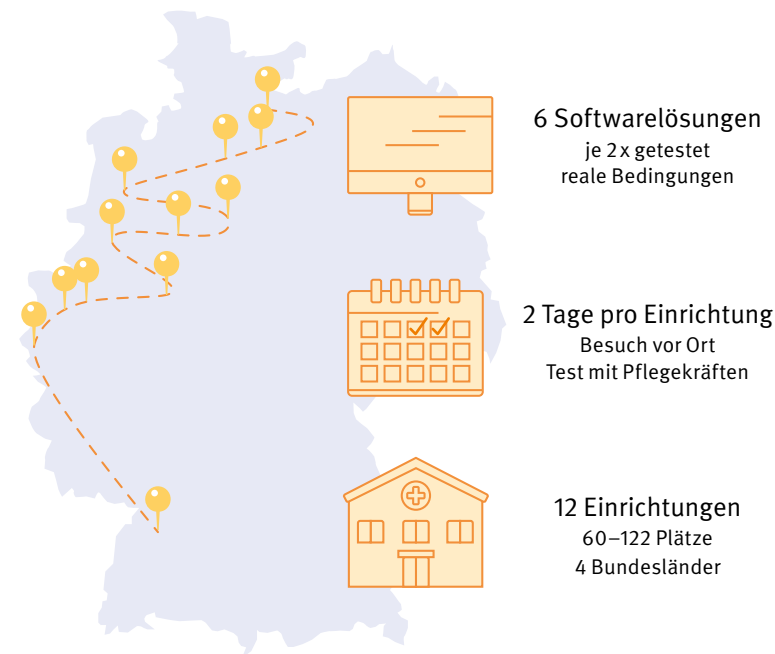 6 Softwarelösungen
je 2x getestet
reale Bedingungen
2 Tage pro Einrichtung
Besuch vor Ort
Test mit Pflegekräften
12 Einrichtungen
60–122 Plätze
4 Bundesländer